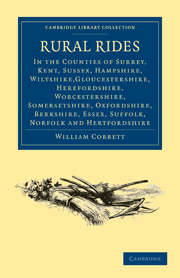 CAMBRIDGE LIBRARY COLLECTION
RURAL RIDES
In the Counties of Surrey,
Kent, Sussex, Hampshire,
Wiltshire,Gloucestershire,
Herefordshire,
Worcestershire,
Somersetshire, Oxfordshire,
Berkshire, Essex, Suffolk,
Norfolk and Hertfordshire
William Cobbett
CAMBRIDGE